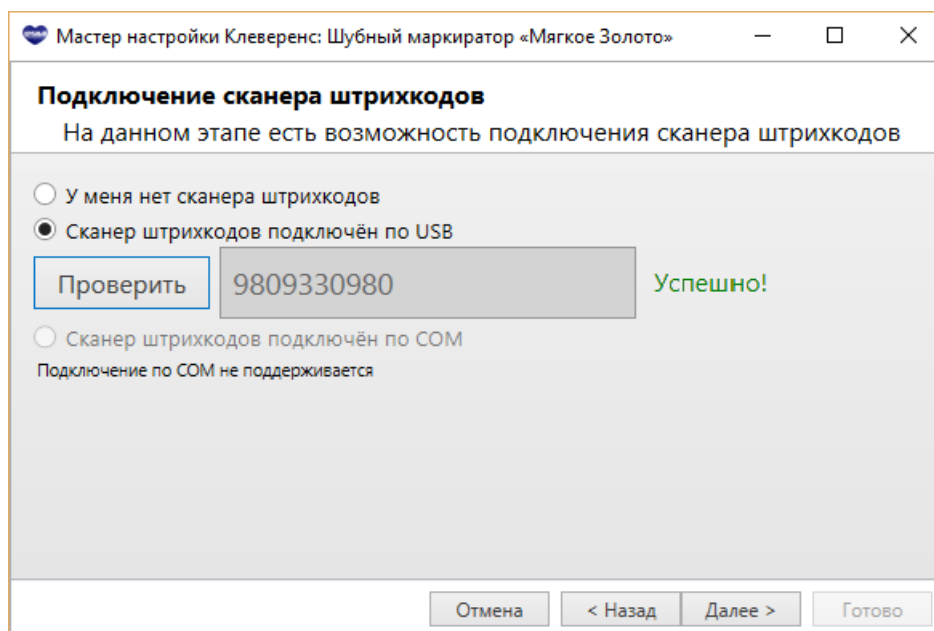 Мастер настройки Клеверенс: Шубный маркиратор «Мягкое Золото»
Подключение сканера штрихкодов
На данном этапе есть возможность подключения сканера штрихкодов
У меня нет сканера штрихкодов
Сканер штрихкодов подключён по USB
Проверить 9809330980 Успешно!
Сканер штрихкодов подключён по COM
Подключение по COM не поддерживается
Отмена < Назад Далее > Готово